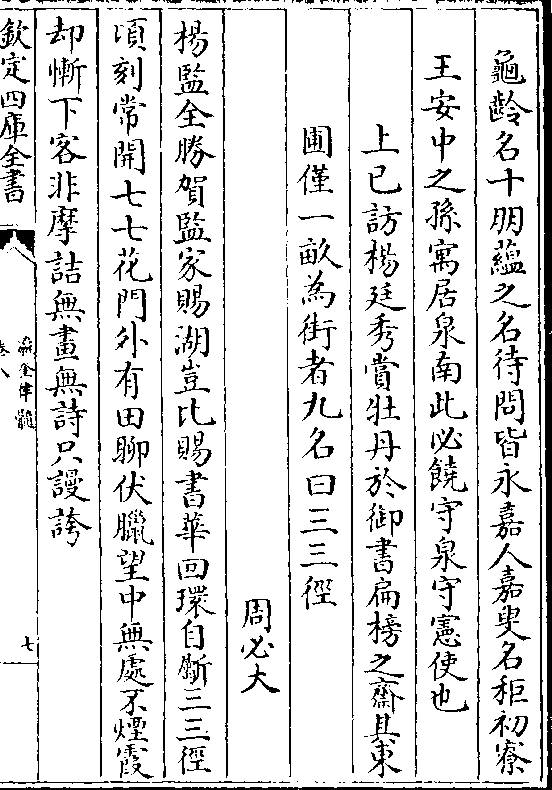 龜齡名十朋蘊之名待問皆永嘉人嘉叟名秬初寮
王安中之孫寓居泉南此必饒守泉守憲使也
上巳訪楊廷秀賞牡丹於御書扁榜之齋其東
圃僅一畝為街者九名曰三三徑
周必大
楊監全勝賀監家賜湖豈比賜書華回環自斸三三徑
頃刻常開七七花門外有田聊伏臘望中無處不煙霞
却慚下客非摩詰無畫無詩只謾誇
欽定四庫全書
卷八
七